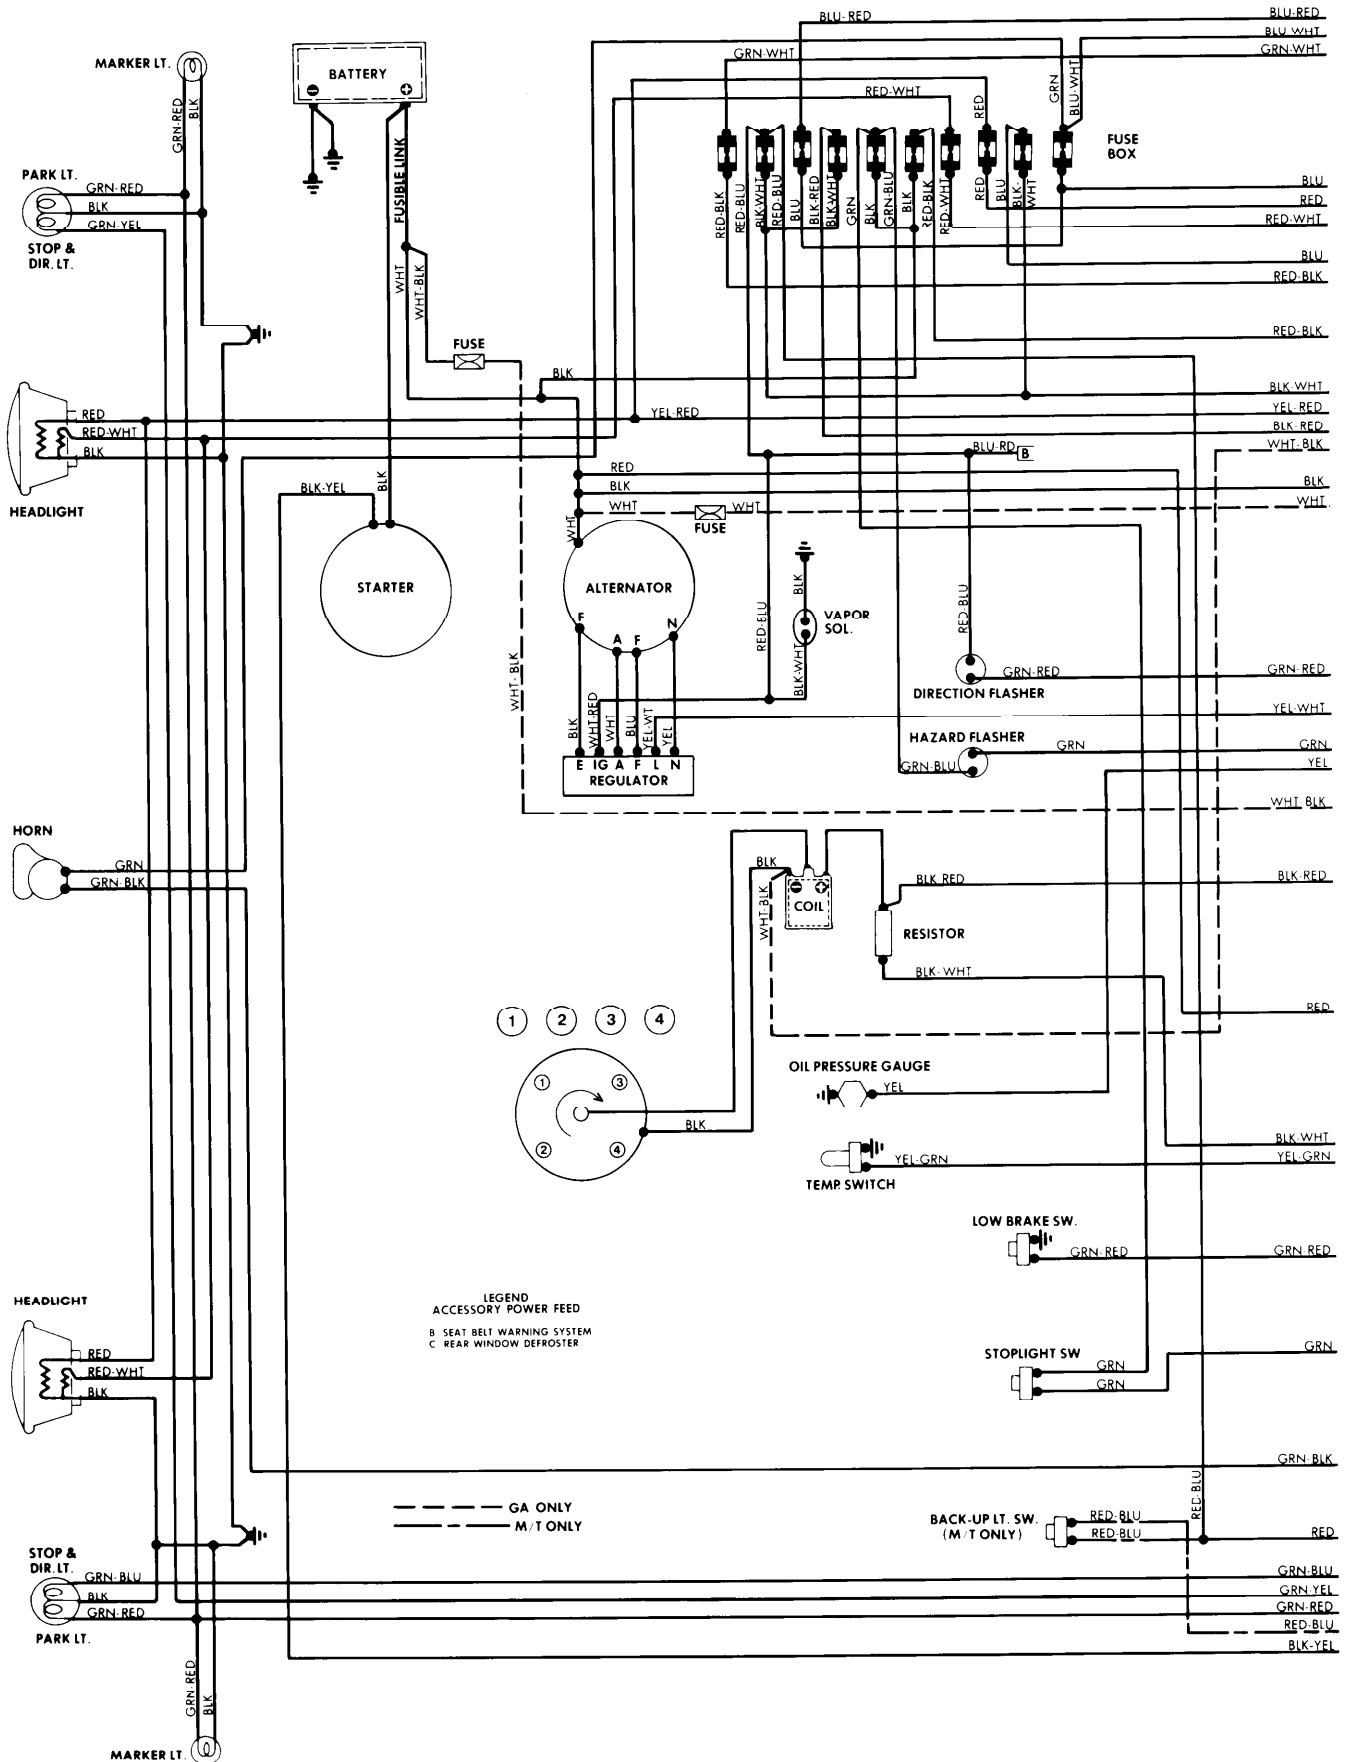 BLU-RED
BLU-RED
BLU WHT
GRN-WHT
GRN-WHT
MARKER LT.
BATTERY
RED-WHT
GRN-RED
BLK
RED
GRN
BLU-WHT
FUSE
BOX
FUSIBLE LINK
PARK LT.
GRN-RED
BLK
GRN-YEL
STOP &
DIR. LT.
RED-BLK
RED-BLU
BLK-WHT
RED-BLU
BLU
BLK-RED
BLK-WHT
GRN
BLK
GRN-BLU
BLK
RED-BLK
RED-WHT
RED
BLU
BLK-
WHT
BLU
RED
RED-WHT
BLU
RED-BLK
WHT
WHT-BLK
RED-BLK
FUSE
BLK
BLK-WHT
RED
YEL-RED
YEL-RED
RED-WHT
BLK-RED
BLK
BLU-RD
B
WHT-BLK
RED
BLK
BLK-YEL
BLK
BLK
WHT
WHT
WHT
FUSE
HEADLIGHT
WHT
STARTER
ALTERNATOR
BLK
VAPOR
SOL.
RED-BLU
RED-BLU
F
A
F
N
BLK-WHT
WHT-BLK
GRN-RED
GRN-RED
DIRECTION FLASHER
BLK
WHT-RED
WHT
BLU
YEL-WT
YEL
YEL-WHT
HAZARD FLASHER
GRN
GRN
GRN-BLU
YEL
E IG A F L N
REGULATOR
WHT BLK
HORN
GRN
GRN-BLK
BLK
WHT-BLK
COIL
BLK RED
BLK-RED
RESISTOR
BLK-WHT
RED
1 2 3 4
OIL PRESSURE GAUGE
YEL
1
3
2
4
BLK
BLK-WHT
YEL-GRN
YEL-GRN
TEMP. SWITCH
LOW BRAKE SW.
GRN-RED
GRN-RED
HEADLIGHT
LEGEND
ACCESSORY POWER FEED
B SEAT BELT WARNING SYSTEM
C REAR WINDOW DEFROSTER
RED
RED-WHT
BLK
STOPLIGHT SW
GRN
GRN
GRN
GRN-BLK
RED-BLU
GA ONLY
M/T ONLY
BACK-UP LT. SW.
(M/T ONLY)
RED-BLU
RED-BLU
RED
STOP &
DIR. LT.
GRN-BLU
BLK
GRN-RED
PARK LT.
GRN-BLU
GRN-YEL
GRN-RED
RED-BLU
BLK-YEL
GRN-RED
BLK
MARKER LT.